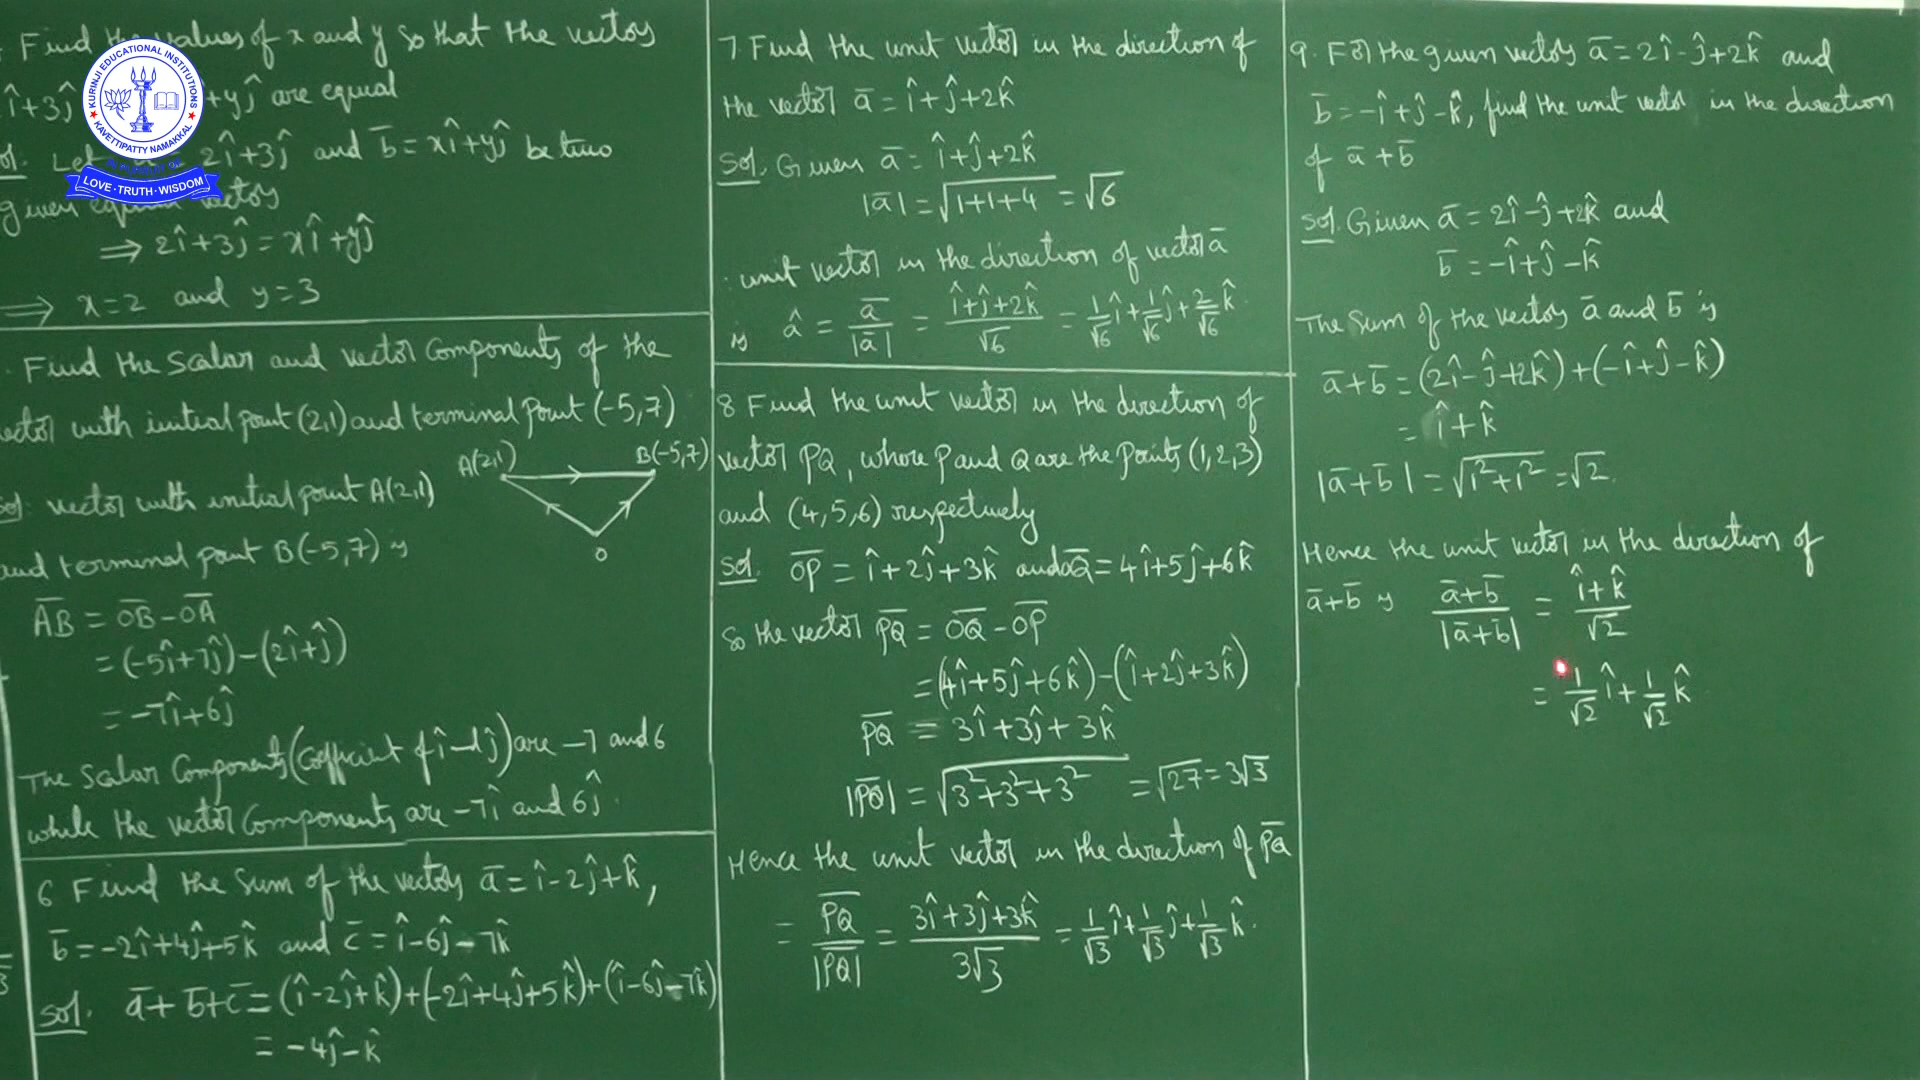 Find the values of x and y so that the vectors
î+3ĵ +yĵ are equal
Let 2î+3ĵ and b̅ = xî+yĵ be two
given equal vectors
⟹ 2î+3ĵ = xî+yĵ
⟹ x=2 and y=3
Find the Scalar and vector Components of the
vector with initial point (2,1) and terminal point (-5,7)
A(2,1) B(-5,7)
O
Sol: vector with initial point A(2,1)
and terminal point B(-5,7) is
A̅B̅ = O̅B̅ - O̅A̅
= (-5î+7ĵ)-(2î+ĵ)
= -7î+6ĵ
The Scalar Components (Coefficient of î - ĵ) are -7 and 6
while the vector Components are -7î and 6ĵ.
6 Find the Sum of the vectors a̅ = î-2ĵ+k̂,
b̅ = -2î+4ĵ+5k̂ and c̅ = î-6ĵ-7k̂
Sol. a̅+b̅+c̅ = (î-2ĵ+k̂)+(-2î+4ĵ+5k̂)+(î-6ĵ-7k̂)
= -4ĵ-k̂
7 Find the unit vector in the direction of
the vector a̅ = î+ĵ+2k̂
Sol. Given a̅ = î+ĵ+2k̂
|a̅| = √(1+1+4) = √6
unit vector in the direction of vector a̅
is â = a̅/|a̅| = (î+ĵ+2k̂)/√6 = 1/√6 î + 1/√6 ĵ + 2/√6 k̂.
8 Find the unit vector in the direction of
vector PQ, where P and Q are the points (1,2,3)
and (4,5,6) respectively
Sol. O̅P̅ = î+2ĵ+3k̂ and O̅Q̅ = 4î+5ĵ+6k̂
So the vector P̅Q̅ = O̅Q̅ - O̅P̅
= (4î+5ĵ+6k̂)-(î+2ĵ+3k̂)
P̅Q̅ = 3î+3ĵ+3k̂
|P̅Q̅| = √(3²+3²+3²) = √27 = 3√3
Hence the unit vector in the direction of P̅Q̅
= P̅Q̅/|P̅Q̅| = (3î+3ĵ+3k̂)/3√3 = 1/√3 î + 1/√3 ĵ + 1/√3 k̂.
9. For the given vectors a̅ = 2î-ĵ+2k̂ and
b̅ = -î+ĵ-k̂, find the unit vector in the direction
of a̅+b̅
Sol. Given a̅ = 2î-ĵ+2k̂ and
b̅ = -î+ĵ-k̂
The Sum of the vectors a̅ and b̅ is
a̅+b̅ = (2î-ĵ+2k̂)+(-î+ĵ-k̂)
= î+k̂
|a̅+b̅| = √(1²+1²) = √2.
Hence the unit vector in the direction of
a̅+b̅ is (a̅+b̅)/|a̅+b̅| = (î+k̂)/√2
= 1/√2 î + 1/√2 k̂
KURINJI EDUCATIONAL INSTITUTIONS
KAVETTIPATTY NAMAKKAL
LOVE · TRUTH · WISDOM